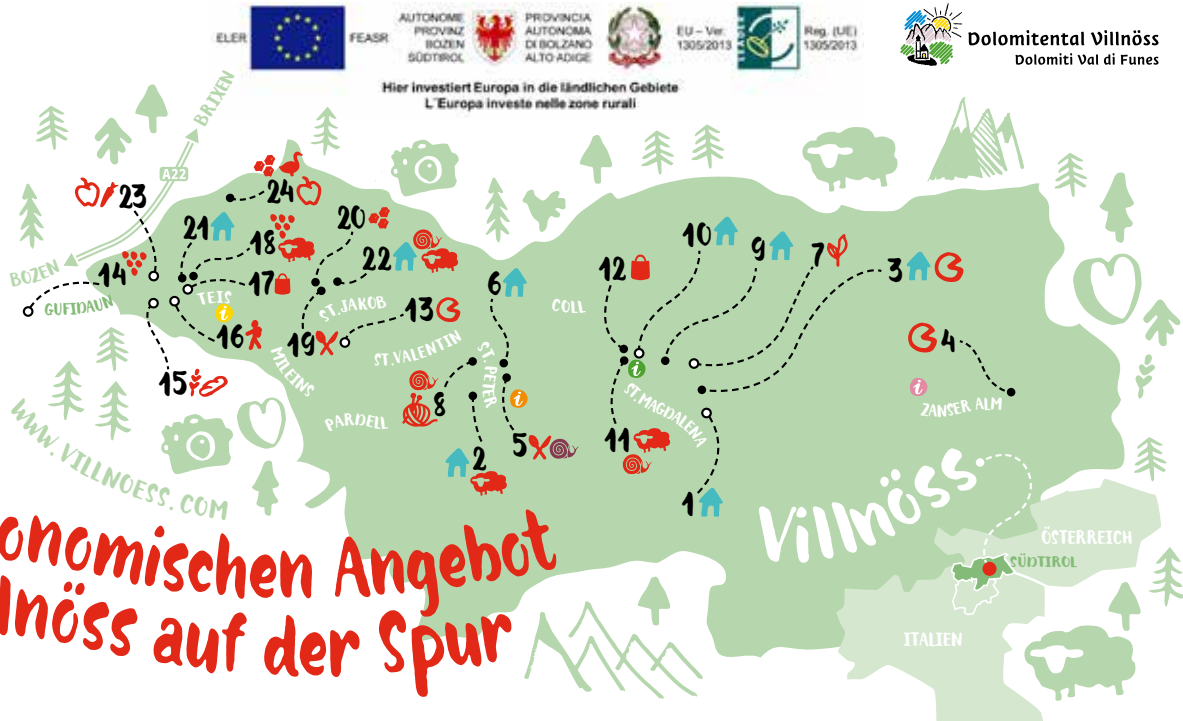 ELER
FEASR
AUTONOME
PROVINZ
BOZEN
SÜDTIROL
PROVINCIA
AUTONOMA
DI BOLZANO
ALTO ADIGE
EU – Ver.
1305/2013
LEADER
Reg. (UE)
1305/2013
Hier investiert Europa in die ländlichen Gebiete
L´Europa investe nelle zone rurali
Dolomitental Villnöss
Dolomiti Val di Funes
BRIXEN
A22
BOZEN
23
24
21
20
18
22
14
17
GUFIDAUN
TEIS
i
ST.JAKOB
13
16
19
MILEINS
ST.VALENTIN
15
PARDELL
8
ST. PETER
i
6
5
2
COLL
12
10
9
7
3
i
ST.MAGDALENA
11
1
4
i
ZANSER ALM
WWW.VILLNOESS.COM
Villnöss
ÖSTERREICH
SÜDTIROL
ITALIEN
onomischen Angebot
lnöss auf der Spur